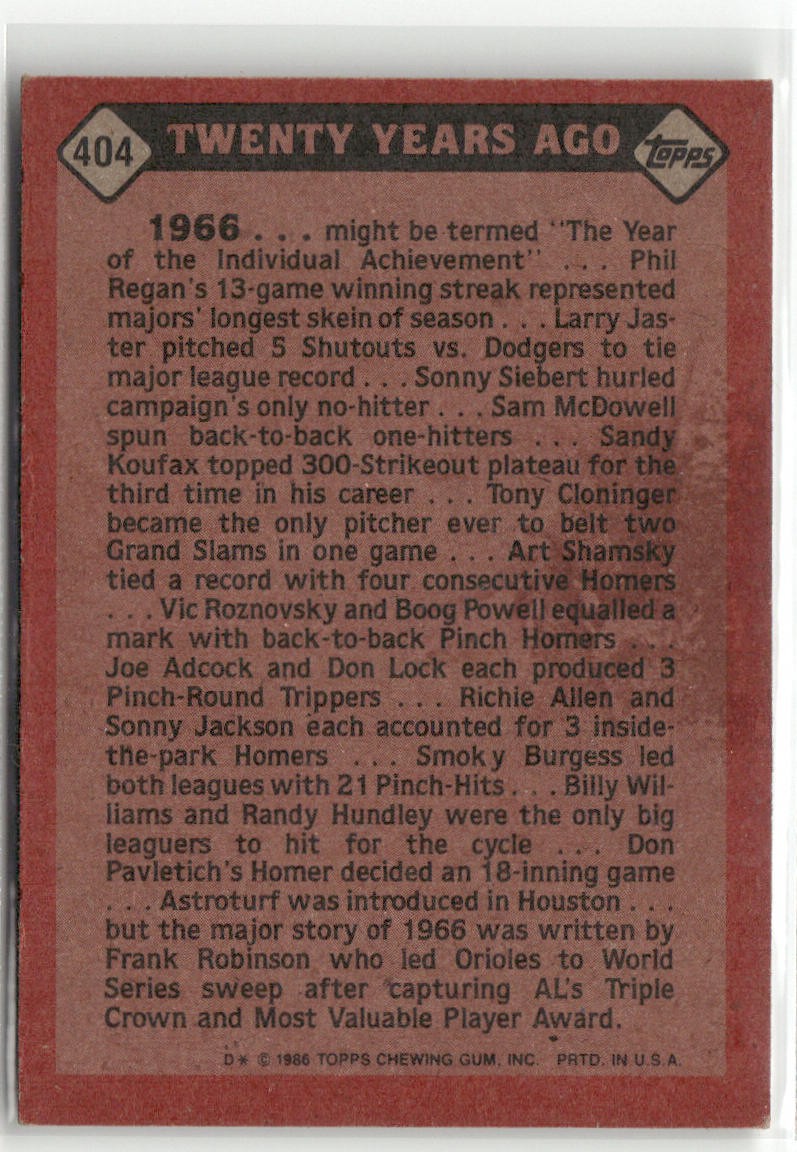 404 TWENTY YEARS AGO topps
1966 . . . might be termed "The Year
of the Individual Achievement" . . . Phil
Regan's 13-game winning streak represented
majors' longest skein of season . . . Larry Jas-
ter pitched 5 Shutouts vs. Dodgers to tie
major league record . . . Sonny Siebert hurled
campaign's only no-hitter . . . Sam McDowell
spun back-to-back one-hitters . . . Sandy
Koufax topped 300-Strikeout plateau for the
third time in his career . . . Tony Cloninger
became the only pitcher ever to belt two
Grand Slams in one game . . . Art Shamsky
tied a record with four consecutive Homers
. . . Vic Roznovsky and Boog Powell equalled a
mark with back-to-back Pinch Homers . . .
Joe Adcock and Don Lock each produced 3
Pinch-Round Trippers . . . Richie Allen and
Sonny Jackson each accounted for 3 inside-
the-park Homers . . . Smoky Burgess led
both leagues with 21 Pinch-Hits . . . Billy Wil-
liams and Randy Hundley were the only big
leaguers to hit for the cycle . . . Don
Pavletich's Homer decided an 18-inning game
. . . Astroturf was introduced in Houston . . .
but the major story of 1966 was written by
Frank Robinson who led Orioles to World
Series sweep after capturing AL's Triple
Crown and Most Valuable Player Award.
D* © 1986 TOPPS CHEWING GUM, INC. PRTD. IN U.S.A.